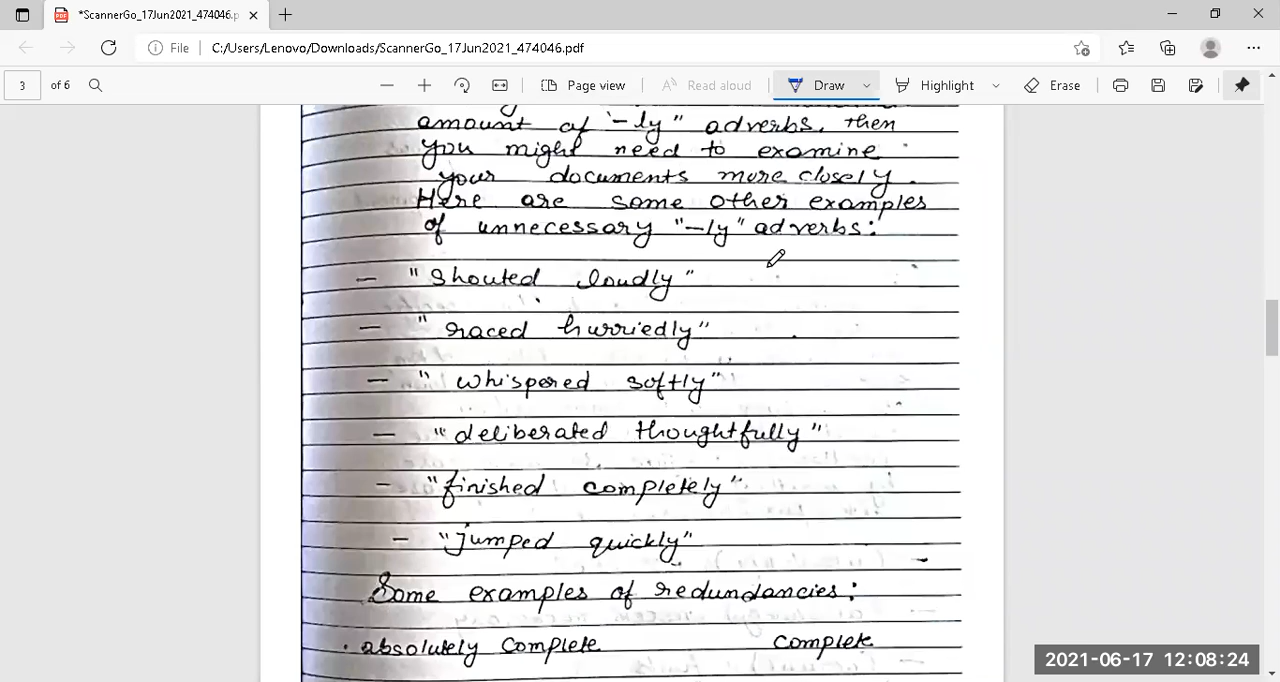 *ScannerGo_17Jun2021_474046.p
File
C:/Users/Lenovo/Downloads/ScannerGo_17Jun2021_474046.pdf
3 of 6
Page view
Read aloud
Draw
Highlight
Erase
amount of "-ly" adverbs, then
you might need to examine
your documents more closely.
Here are some other examples
of unnecessary "-ly" adverbs:
- "Shouted loudly"
- "raced hurriedly"
- "whispered softly"
- "deliberated thoughtfully"
- "finished completely"
- "Jumped quickly"
Some examples of redundancies:
. absolutely complete complete
2021-06-17 12:08:24